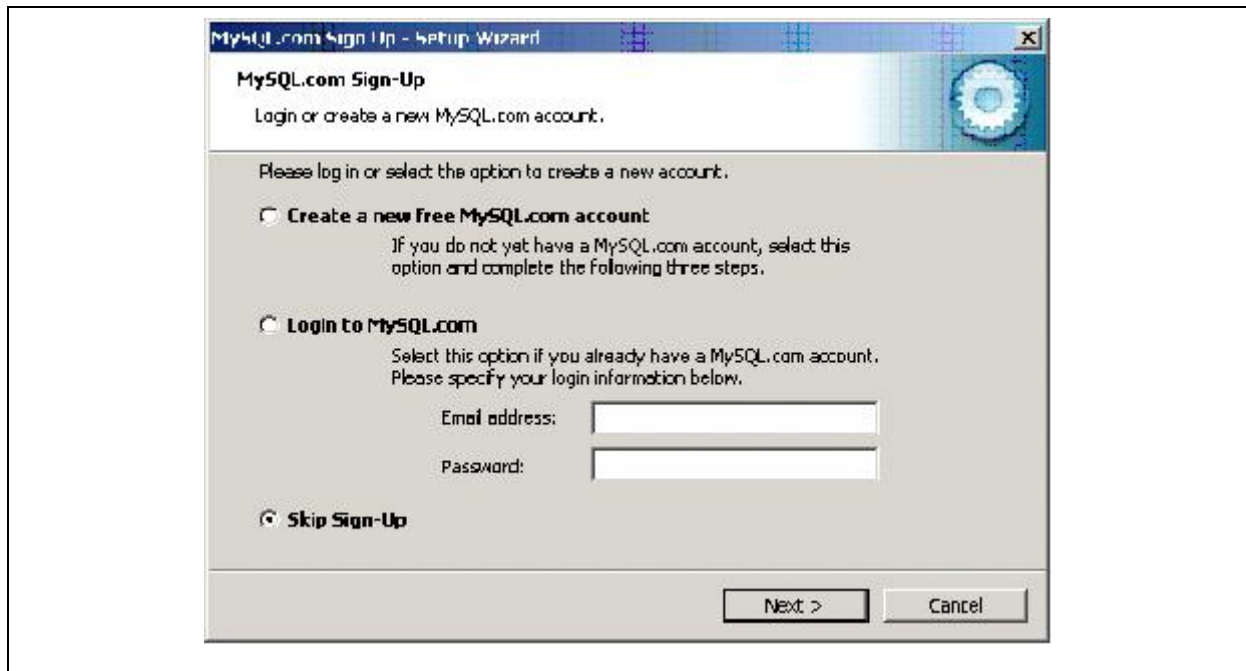 MySQL.com Sign Up - Setup Wizard
MySQL.com Sign-Up
Login or create a new MySQL.com account.
Please log in or select the option to create a new account.
Create a new free MySQL.com account
If you do not yet have a MySQL.com account, select this
option and complete the following three steps.
Login to MySQL.com
Select this option if you already have a MySQL.com account.
Please specify your login information below.
Email address:
Password:
Skip Sign-Up
Next >
Cancel